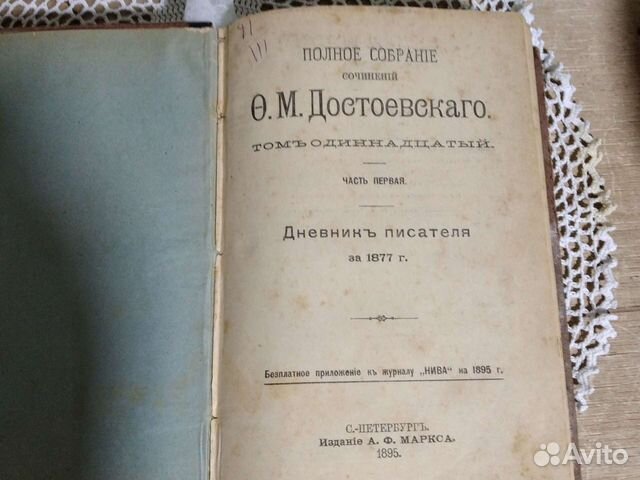 ПОЛНОЕ СОБРАНІЕ
СОЧИНЕНІЙ
Ѳ. М. Достоевскаго.
ТОМЪ ОДИННАДЦАТЫЙ.
ЧАСТЬ ПЕРВАЯ.
Дневникъ писателя
за 1877 г.
Безплатное приложеніе къ журналу „НИВА“ на 1895 г.
С.-ПЕТЕРБУРГЪ.
Изданіе А. Ф. МАРКСА.
1895.
Avito